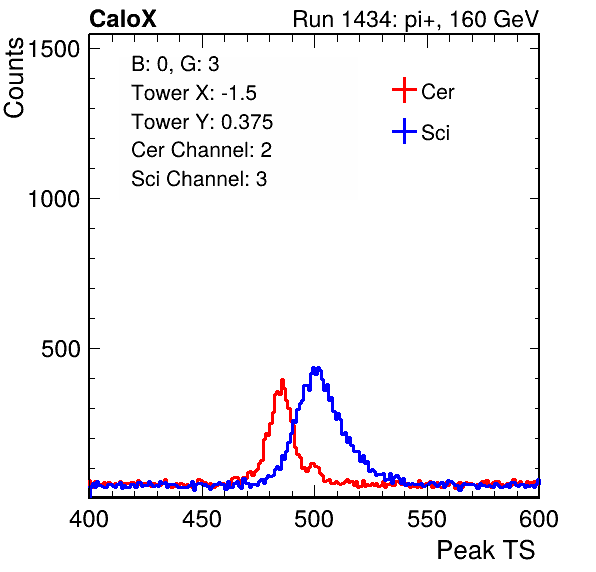 CaloX Run 1434: pi+, 160 GeV
Counts
1500
1000
500
B: 0, G: 3
Tower X: -1.5
Tower Y: 0.375
Cer Channel: 2
Sci Channel: 3
Cer
Sci
400 450 500 550 600
Peak TS